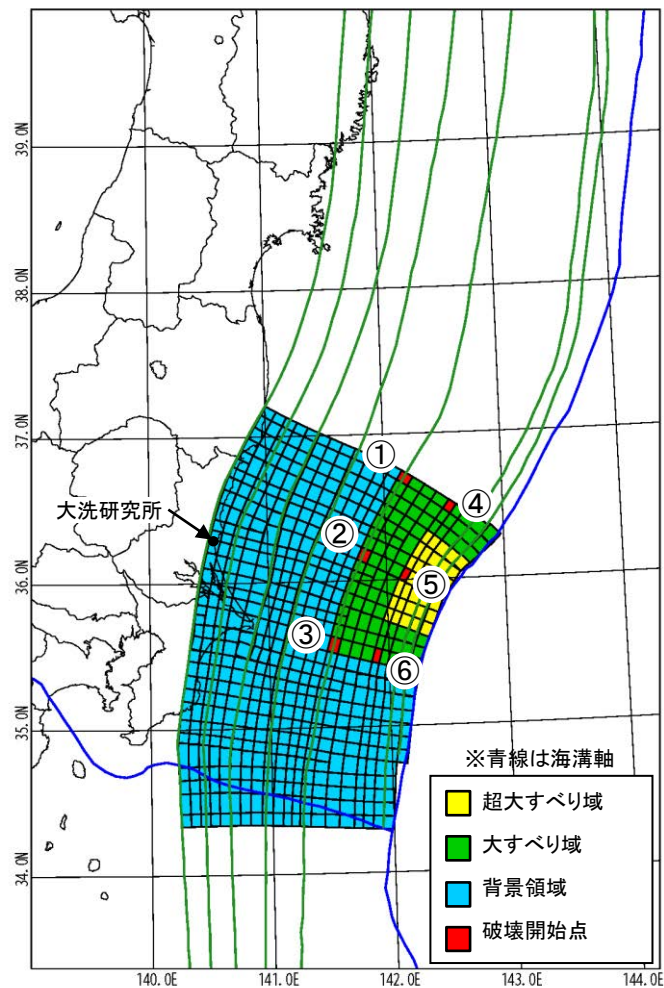 39.0N
38.0N
37.0N
①
④
大洗研究所
②
36.0N
⑤
③
⑥
35.0N
※青線は海溝軸
超大すべり域
34.0N
大すべり域
背景領域
破壊開始点
140.0E 141.0E 142.0E 143.0E 144.0E